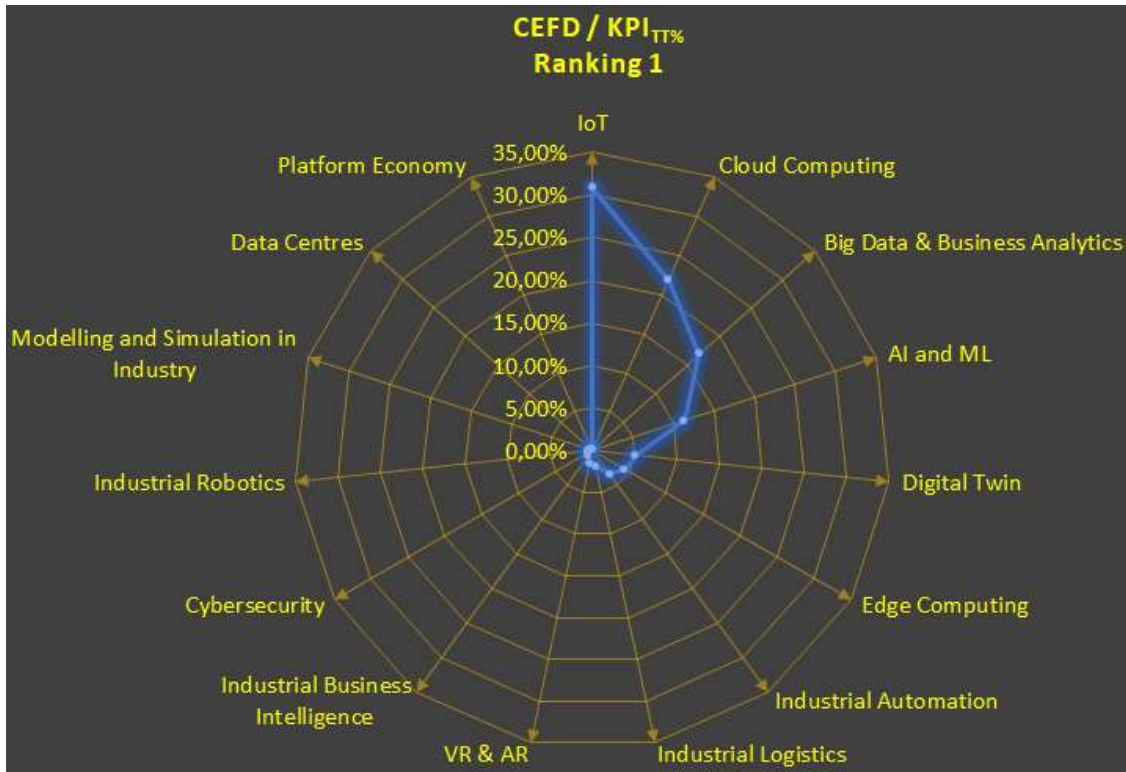 CEFD / KPITT%
Ranking 1
IoT
35,00%
30,00%
25,00%
20,00%
15,00%
10,00%
5,00%
0,00%
Cloud Computing
Big Data & Business Analytics
AI and ML
Digital Twin
Edge Computing
Industrial Automation
Industrial Logistics
VR & AR
Industrial Business
Intelligence
Cybersecurity
Industrial Robotics
Modelling and Simulation in
Industry
Data Centres
Platform Economy